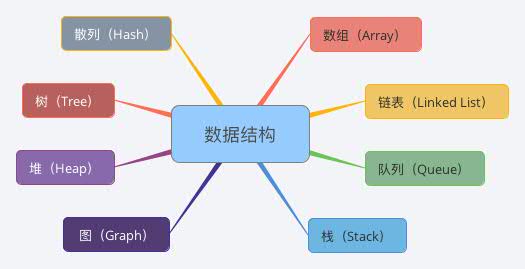 散列（Hash）
数组（Array）
树（Tree）
链表（Linked List）
数据结构
堆（Heap）
队列（Queue）
图（Graph）
栈（Stack）